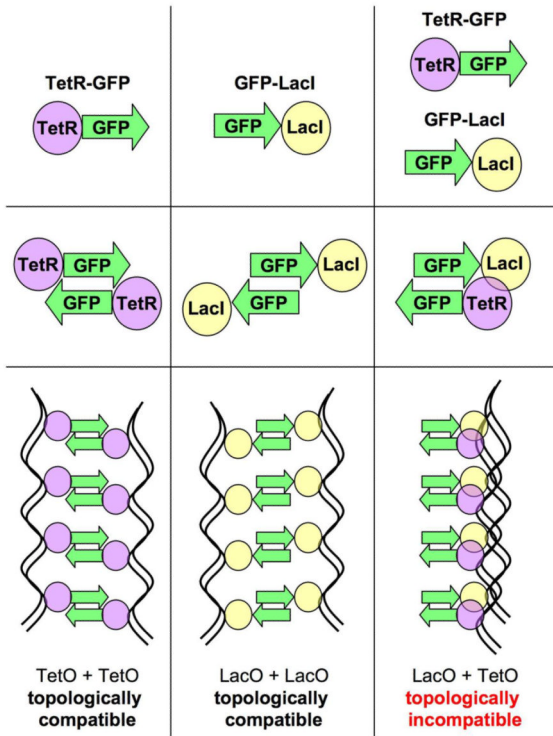 TetR-GFP
TetR GFP
GFP-LacI
GFP LacI
TetR-GFP
TetR GFP
GFP-LacI
GFP LacI
TetR GFP
GFP TetR
GFP LacI
LacI GFP
GFP LacI
GFP TetR
TetO + TetO
topologically
compatible
LacO + LacO
topologically
compatible
LacO + TetO
topologically
incompatible